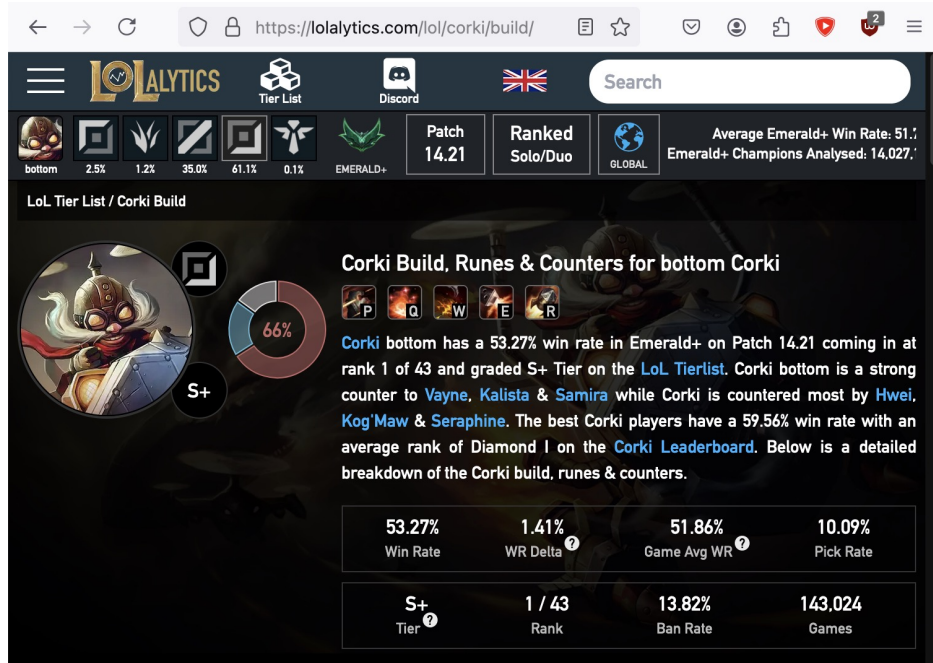 https://lolalytics.com/lol/corki/build/
2
LOLALYTICS
Tier List
Discord
Search
bottom
2.5%
1.2%
35.0%
61.1%
0.1%
EMERALD+
Patch
14.21
Ranked
Solo/Duo
GLOBAL
Average Emerald+ Win Rate: 51.
Emerald+ Champions Analysed: 14,027,
LoL Tier List / Corki Build
S+
66%
Corki Build, Runes & Counters for bottom Corki
P Q W E R
Corki bottom has a 53.27% win rate in Emerald+ on Patch 14.21 coming in at
rank 1 of 43 and graded S+ Tier on the LoL Tierlist. Corki bottom is a strong
counter to Vayne, Kalista & Samira while Corki is countered most by Hwei,
Kog'Maw & Seraphine. The best Corki players have a 59.56% win rate with an
average rank of Diamond I on the Corki Leaderboard. Below is a detailed
breakdown of the Corki build, runes & counters.
53.27% 1.41% 51.86% 10.09%
Win Rate WR Delta ? Game Avg WR ? Pick Rate
S+ 1 / 43 13.82% 143,024
Tier ? Rank Ban Rate Games